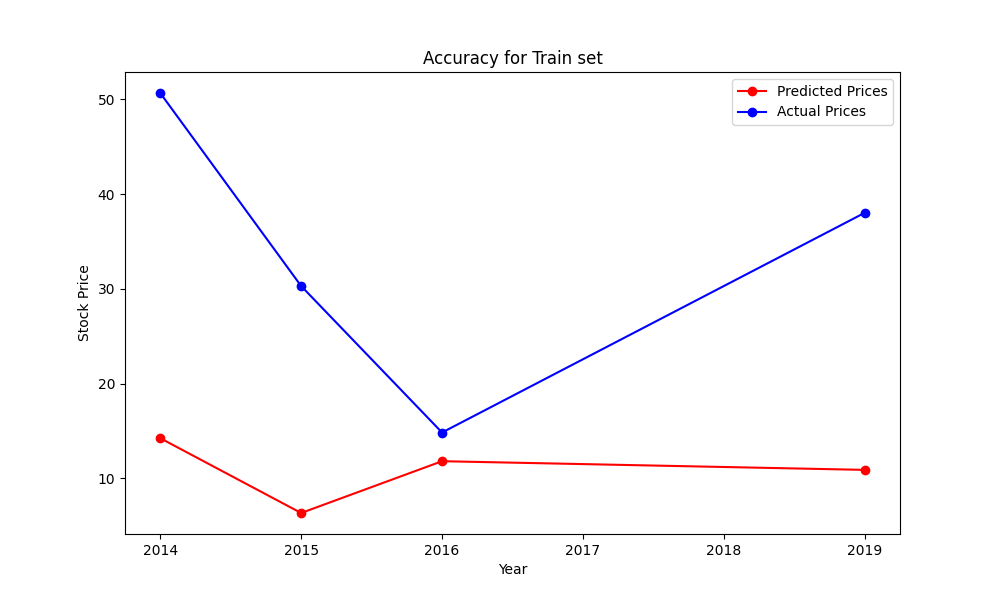 Accuracy for Train set
Predicted Prices
Actual Prices
50
40
30
20
10
Stock Price
2014 2015 2016 2017 2018 2019
Year